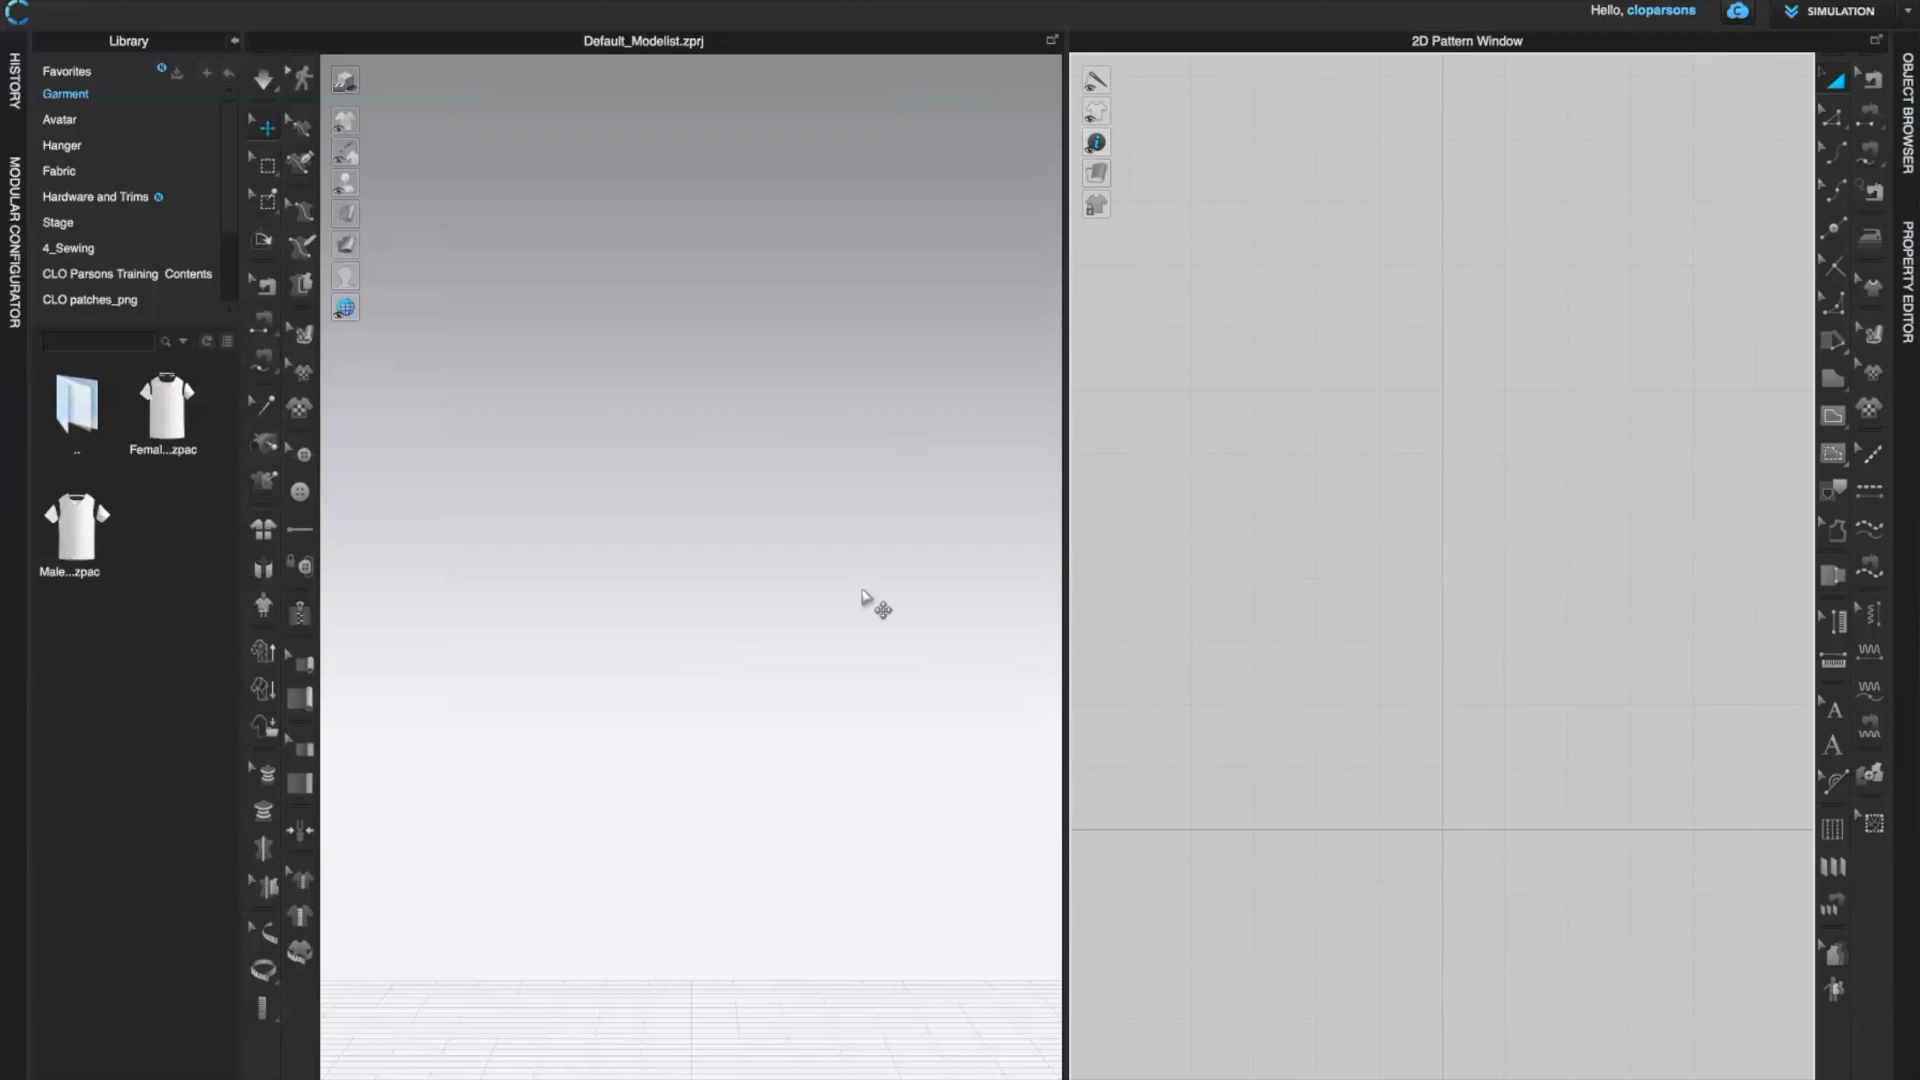 Hello, cloparsons
SIMULATION
Library
Default_Modelist.zprj
2D Pattern Window
HISTORY
MODULAR CONFIGURATOR
Favorites
Garment
Avatar
Hanger
Fabric
Hardware and Trims
Stage
4_Sewing
CLO Parsons Training Contents
CLO patches_png
..
Femal...zpac
Male...zpac
A
A
OBJECT BROWSER
PROPERTY EDITOR